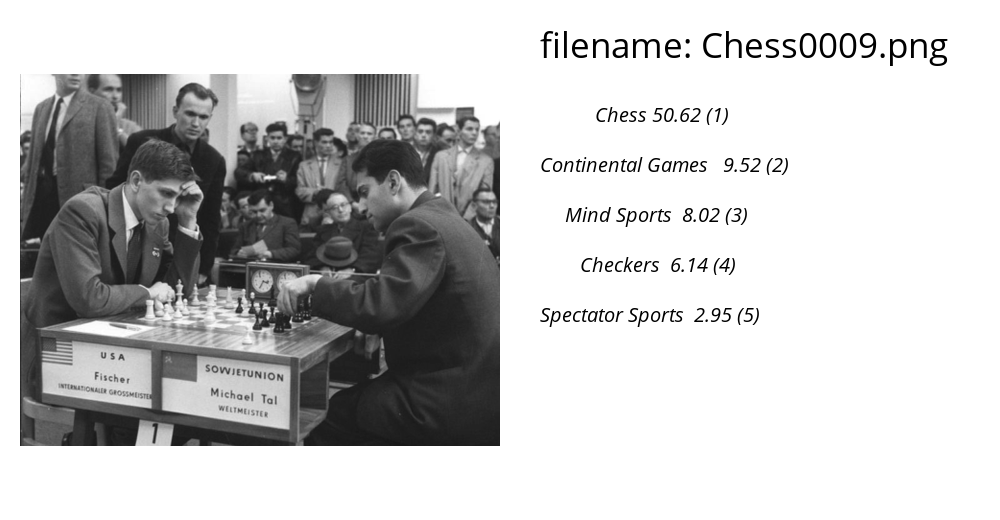 filename: Chess0009.png
Chess 50.62 (1)
Continental Games 9.52 (2)
Mind Sports 8.02 (3)
Checkers 6.14 (4)
Spectator Sports 2.95 (5)
USA
Fischer
INTERNATIONALER GROSSMEISTER
SOWJETUNION
Michael Tal
WELTMEISTER
1